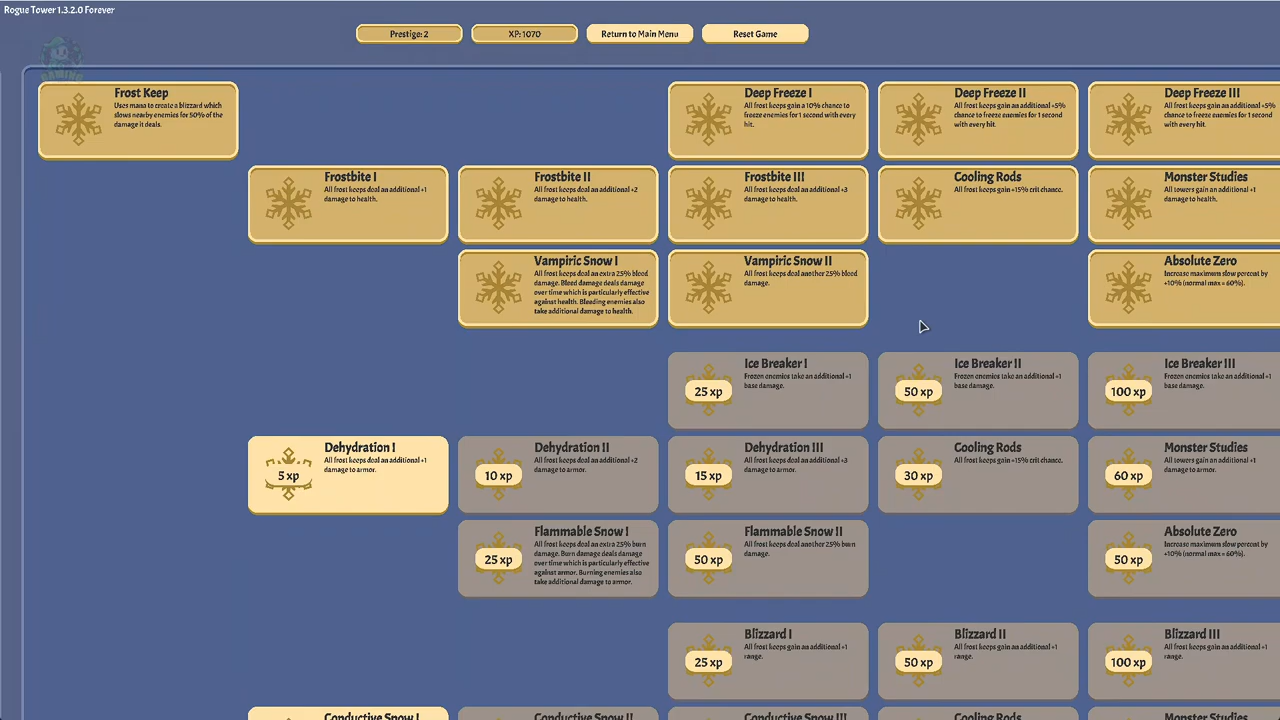 Rogue Tower 1.3.2.0 Forever
Prestige: 2
XP: 1070
Return to Main Menu
Reset Game
GAMING
Frost Keep
Uses mana to create a blizzard which
slows nearby enemies for 50% of the
damage it deals.
Deep Freeze I
All frost keeps gain a 10% chance to
freeze enemies for 1 second with every
hit.
Deep Freeze II
All frost keeps gain an additional +5%
chance to freeze enemies for 1 second
with every hit.
Deep Freeze III
All frost keeps gain an additional +5%
chance to freeze enemies for 1 second
with every hit.
Frostbite I
All frost keeps deal an additional +1
damage to health.
Frostbite II
All frost keeps deal an additional +2
damage to health.
Frostbite III
All frost keeps deal an additional +3
damage to health.
Cooling Rods
All frost keeps gain +15% crit chance.
Monster Studies
All towers gain an additional +1
damage to health.
Vampiric Snow I
All frost keeps deal an extra 25% bleed
damage. Bleed damage deals damage
over time which is particularly effective
against health. Bleeding enemies also
take additional damage to health.
Vampiric Snow II
All frost keeps deal another 25% bleed
damage.
Absolute Zero
Increase maximum slow percent by
+10% (normal max = 60%).
Ice Breaker I
Frozen enemies take an additional +1
base damage.
25 xp
Ice Breaker II
Frozen enemies take an additional +1
base damage.
50 xp
Ice Breaker III
Frozen enemies take an additional +1
base damage.
100 xp
Dehydration I
All frost keeps deal an additional +1
damage to armor.
5 xp
Dehydration II
All frost keeps deal an additional +2
damage to armor.
10 xp
Dehydration III
All frost keeps deal an additional +3
damage to armor.
15 xp
Cooling Rods
All frost keeps gain +15% crit chance.
30 xp
Monster Studies
All towers gain an additional +1
damage to armor.
60 xp
Flammable Snow I
All frost keeps deal an extra 25% burn
damage. Burn damage deals damage
over time which is particularly effective
against armor. Burning enemies also
take additional damage to armor.
25 xp
Flammable Snow II
All frost keeps deal another 25% burn
damage.
50 xp
Absolute Zero
Increase maximum slow percent by
+10% (normal max = 60%).
50 xp
Blizzard I
All frost keeps gain an additional +1
range.
25 xp
Blizzard II
All frost keeps gain an additional +1
range.
50 xp
Blizzard III
All frost keeps gain an additional +1
range.
100 xp
Conductive Snow I
Conductive Snow II
Conductive Snow III
Cooling Rods
Monster Studies